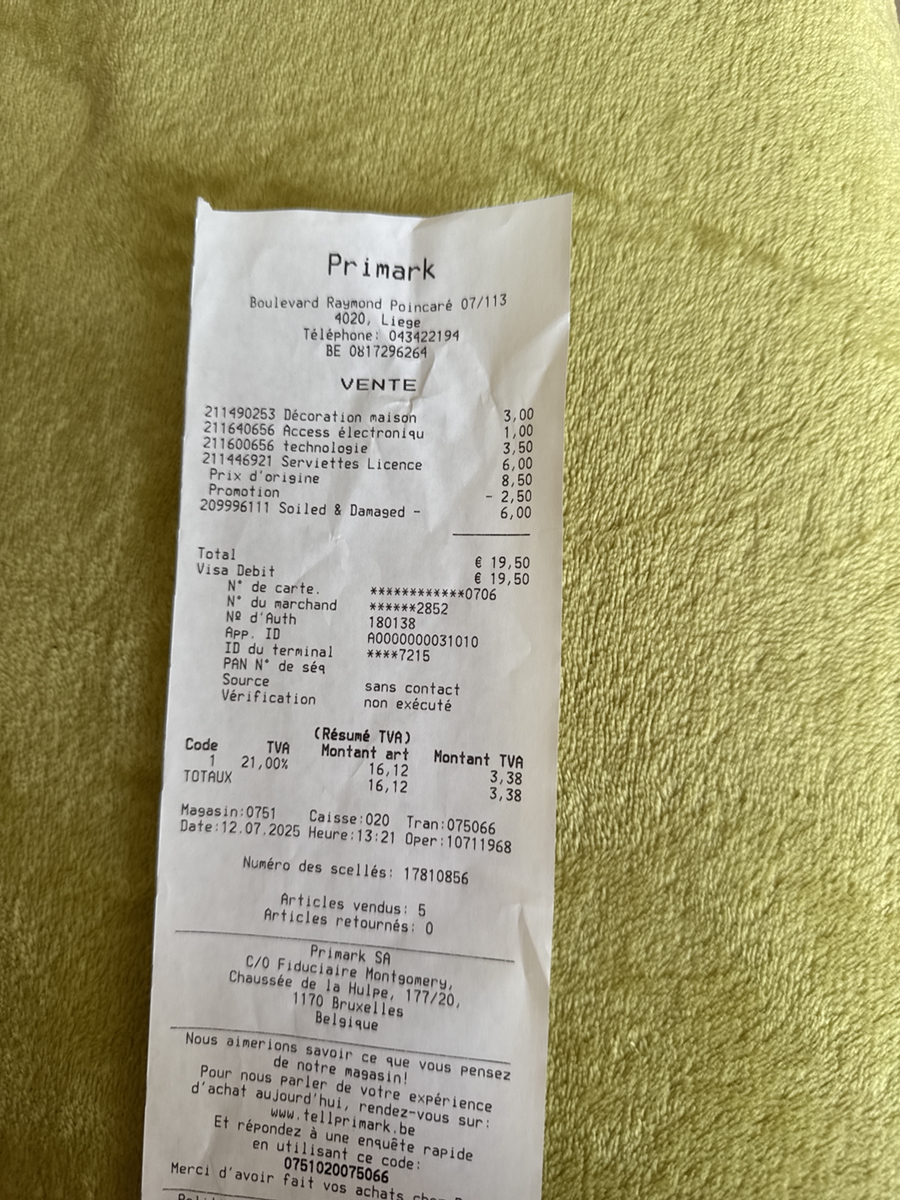 Primark
Boulevard Raymond Poincaré 07/113
4020, Liege
Téléphone: 043422194
BE 0817296264
VENTE
211490253 Décoration maison 3,00
211640656 Access électroniqu 1,00
211600656 technologie 3,50
211446921 Serviettes Licence 6,00
Prix d'origine 8,50
Promotion - 2,50
209996111 Soiled & Damaged - 6,00
Total € 19,50
Visa Debit € 19,50
N° de carte. ************0706
N° du marchand ******2852
Nº d'Auth 180138
App. ID A0000000031010
ID du terminal ****7215
PAN N° de séq
Source sans contact
Vérification non exécuté
(Résumé TVA)
Code TVA Montant art Montant TVA
1 21,00% 16,12 3,38
TOTAUX 16,12 3,38
Magasin:0751 Caisse:020 Tran:075066
Date:12.07.2025 Heure:13:21 Oper:10711968
Numéro des scellés: 17810856
Articles vendus: 5
Articles retournés: 0
Primark SA
C/O Fiduciaire Montgomery,
Chaussée de la Hulpe, 177/20,
1170 Bruxelles
Belgique
Nous aimerions savoir ce que vous pensez
de notre magasin!
Pour nous parler de votre expérience
d'achat aujourd'hui, rendez-vous sur:
www.tellprimark.be
Et répondez à une enquête rapide
en utilisant ce code:
0751020075066
Merci d'avoir fait vos achats